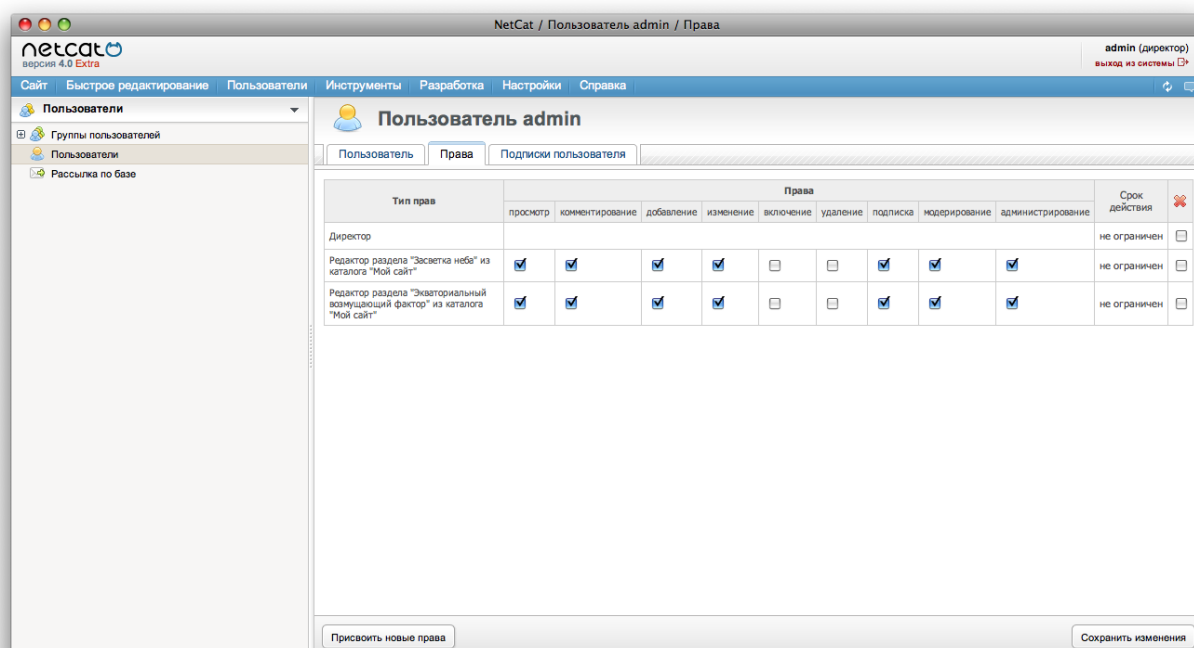 NetCat / Пользователь admin / Права
netcat
версия 4.0 Extra
admin (директор)
выход из системы
Сайт Быстрое редактирование Пользователи Инструменты Разработка Настройки Справка
Пользователи
Группы пользователей
Пользователи
Рассылка по базе
Пользователь admin
Пользователь Права Подписки пользователя
Тип прав
Права
Срок
действия
просмотр комментирование добавление изменение включение удаление подписка модерирование администрирование
Директор
не ограничен
Редактор раздела "Засветка неба" из
каталога "Мой сайт"
не ограничен
Редактор раздела "Экваториальный
возмущающий фактор" из каталога
"Мой сайт"
не ограничен
Присвоить новые права
Сохранить изменения